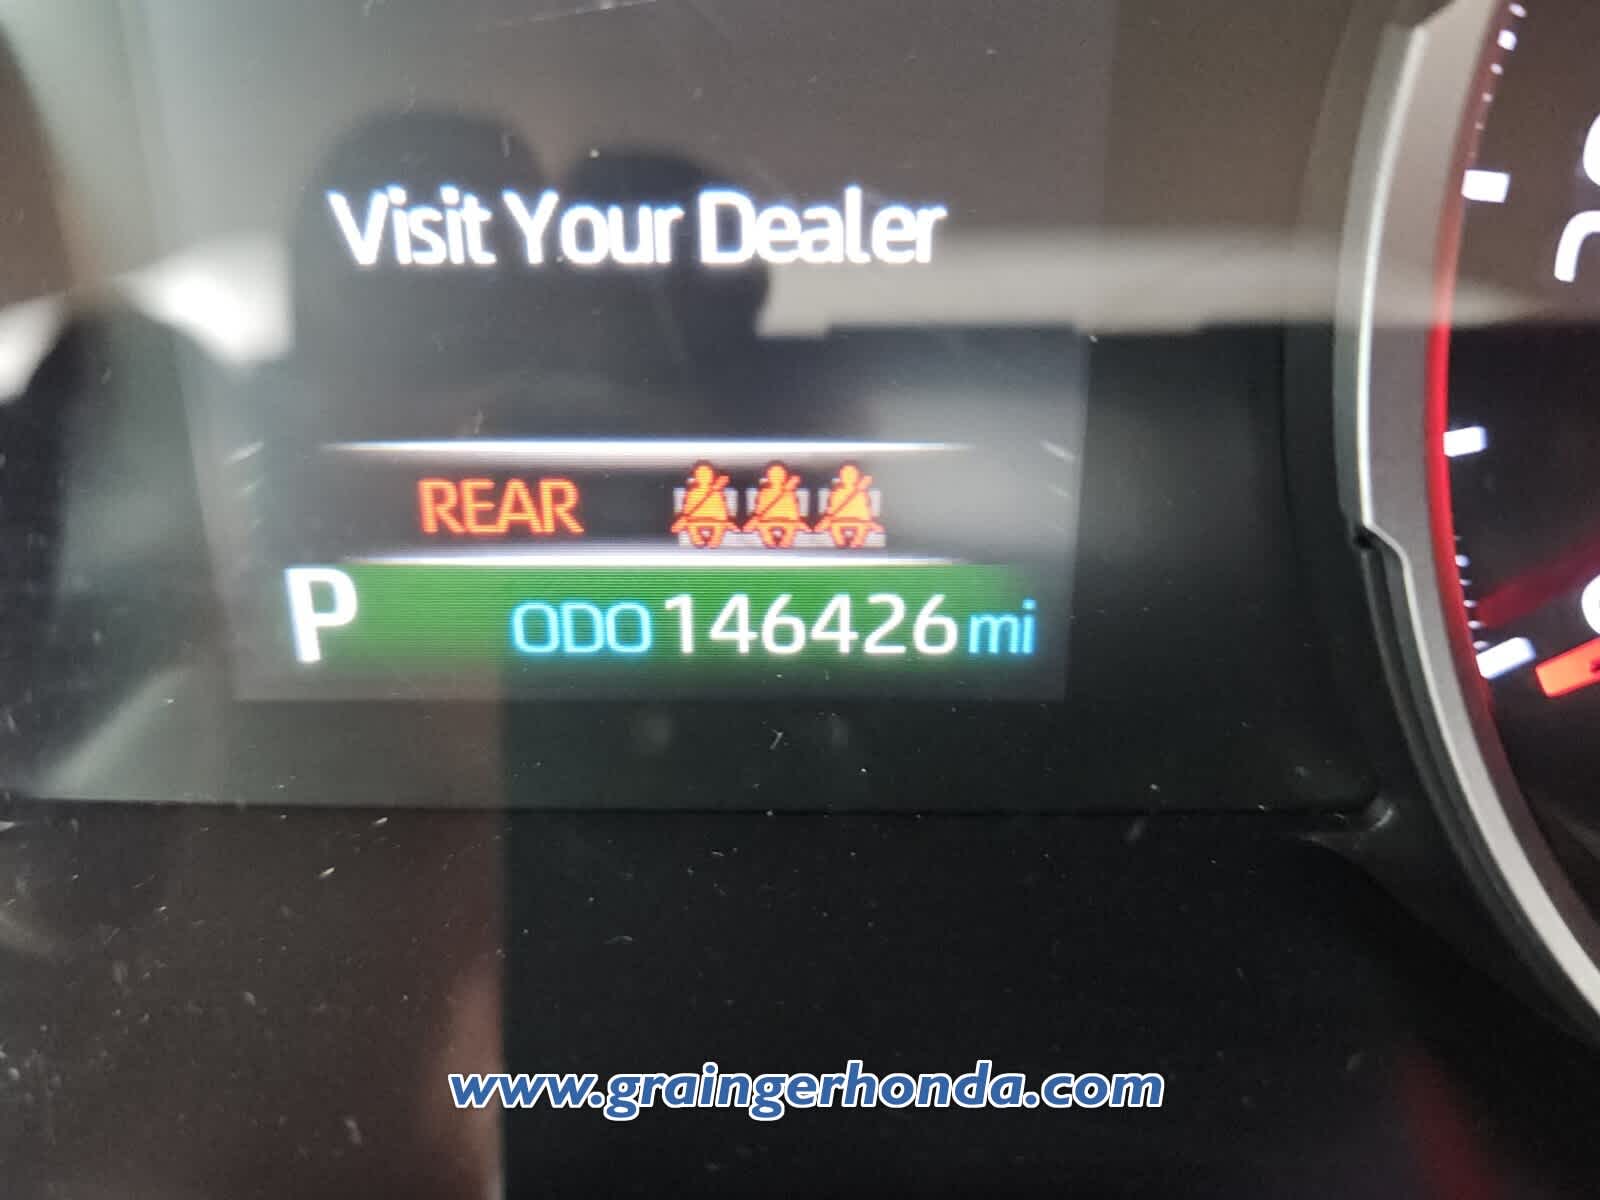 Visit Your Dealer
REAR
P ODO 146426 mi
www.graingerhonda.com